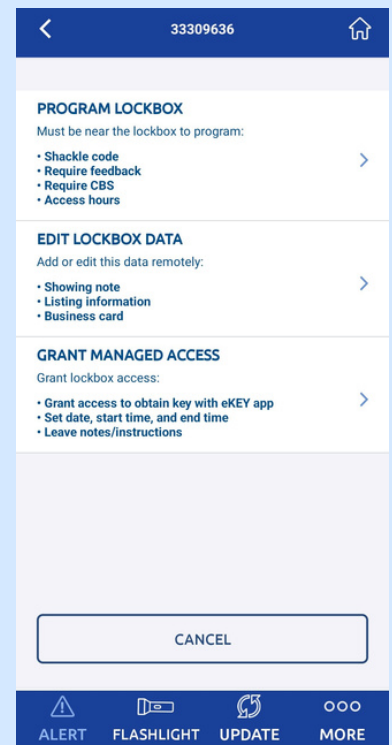 33309636
PROGRAM LOCKBOX
Must be near the lockbox to program:
• Shackle code
• Require feedback
• Require CBS
• Access hours
EDIT LOCKBOX DATA
Add or edit this data remotely:
• Showing note
• Listing information
• Business card
GRANT MANAGED ACCESS
Grant lockbox access:
• Grant access to obtain key with eKEY app
• Set date, start time, and end time
• Leave notes/instructions
CANCEL
ALERT FLASHLIGHT UPDATE MORE